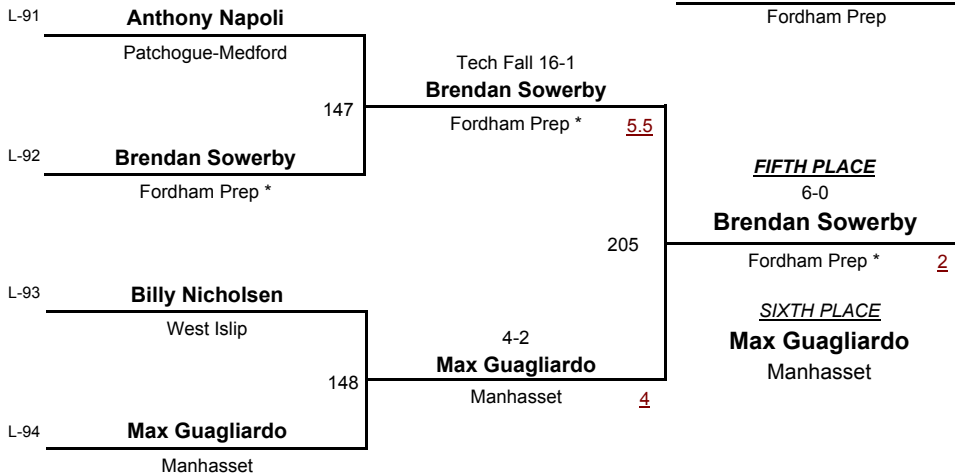 Fordham Prep
L-91
Anthony Napoli
Patchogue-Medford
147
L-92
Brendan Sowerby
Fordham Prep *
Tech Fall 16-1
Brendan Sowerby
Fordham Prep *
5.5
L-93
Billy Nicholsen
West Islip
148
L-94
Max Guagliardo
Manhasset
4-2
Max Guagliardo
Manhasset
4
205
FIFTH PLACE
6-0
Brendan Sowerby
Fordham Prep *
2
SIXTH PLACE
Max Guagliardo
Manhasset